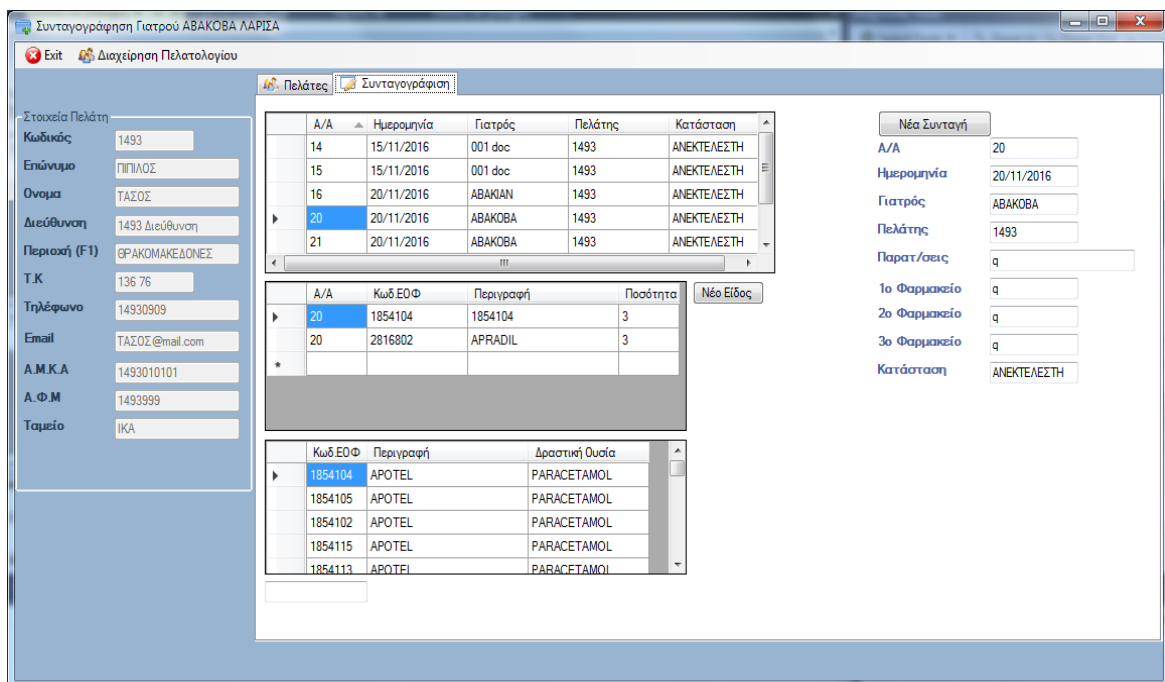 Συνταγογράφηση Γιατρού ΑΒΑΚΟΒΑ ΛΑΡΙΣΑ
Exit Διαχείρηση Πελατολογίου
Πελάτες Συνταγογράφιση
Στοιχεία Πελάτη
Κωδικός 1493
Επώνυμο ΠΙΠΙΛΟΣ
Ονομα ΤΑΣΟΣ
Διεύθυνση 1493 Διεύθυνση
Περιοχή (F1) ΘΡΑΚΟΜΑΚΕΔΟΝΕΣ
Τ.Κ 136 76
Τηλέφωνο 14930909
Email ΤΑΣΟΣ@mail.com
Α.Μ.Κ.Α 1493010101
Α.Φ.Μ 1493999
Ταμείο ΙΚΑ
Α/Α Ημερομηνία Γιατρός Πελάτης Κατάσταση
14 15/11/2016 001 doc 1493 ΑΝΕΚΤΕΛΕΣΤΗ
15 15/11/2016 001 doc 1493 ΑΝΕΚΤΕΛΕΣΤΗ
16 20/11/2016 ΑΒΑΚΙΑΝ 1493 ΑΝΕΚΤΕΛΕΣΤΗ
20 20/11/2016 ΑΒΑΚΟΒΑ 1493 ΑΝΕΚΤΕΛΕΣΤΗ
21 20/11/2016 ΑΒΑΚΟΒΑ 1493 ΑΝΕΚΤΕΛΕΣΤΗ
Α/Α Κωδ.ΕΟΦ Περιγραφή Ποσότητα Νέο Είδος
20 1854104 1854104 3
20 2816802 APRADIL 3
*
Κωδ.ΕΟΦ Περιγραφή Δραστική Ουσία
1854104 APOTEL PARACETAMOL
1854105 APOTEL PARACETAMOL
1854102 APOTEL PARACETAMOL
1854115 APOTEL PARACETAMOL
1854113 APOTEL PARACETAMOL
Νέα Συνταγή
Α/Α 20
Ημερομηνία 20/11/2016
Γιατρός ΑΒΑΚΟΒΑ
Πελάτης 1493
Παρατ/σεις q
1ο Φαρμακείο q
2ο Φαρμακείο q
3ο Φαρμακείο q
Κατάσταση ΑΝΕΚΤΕΛΕΣΤΗ